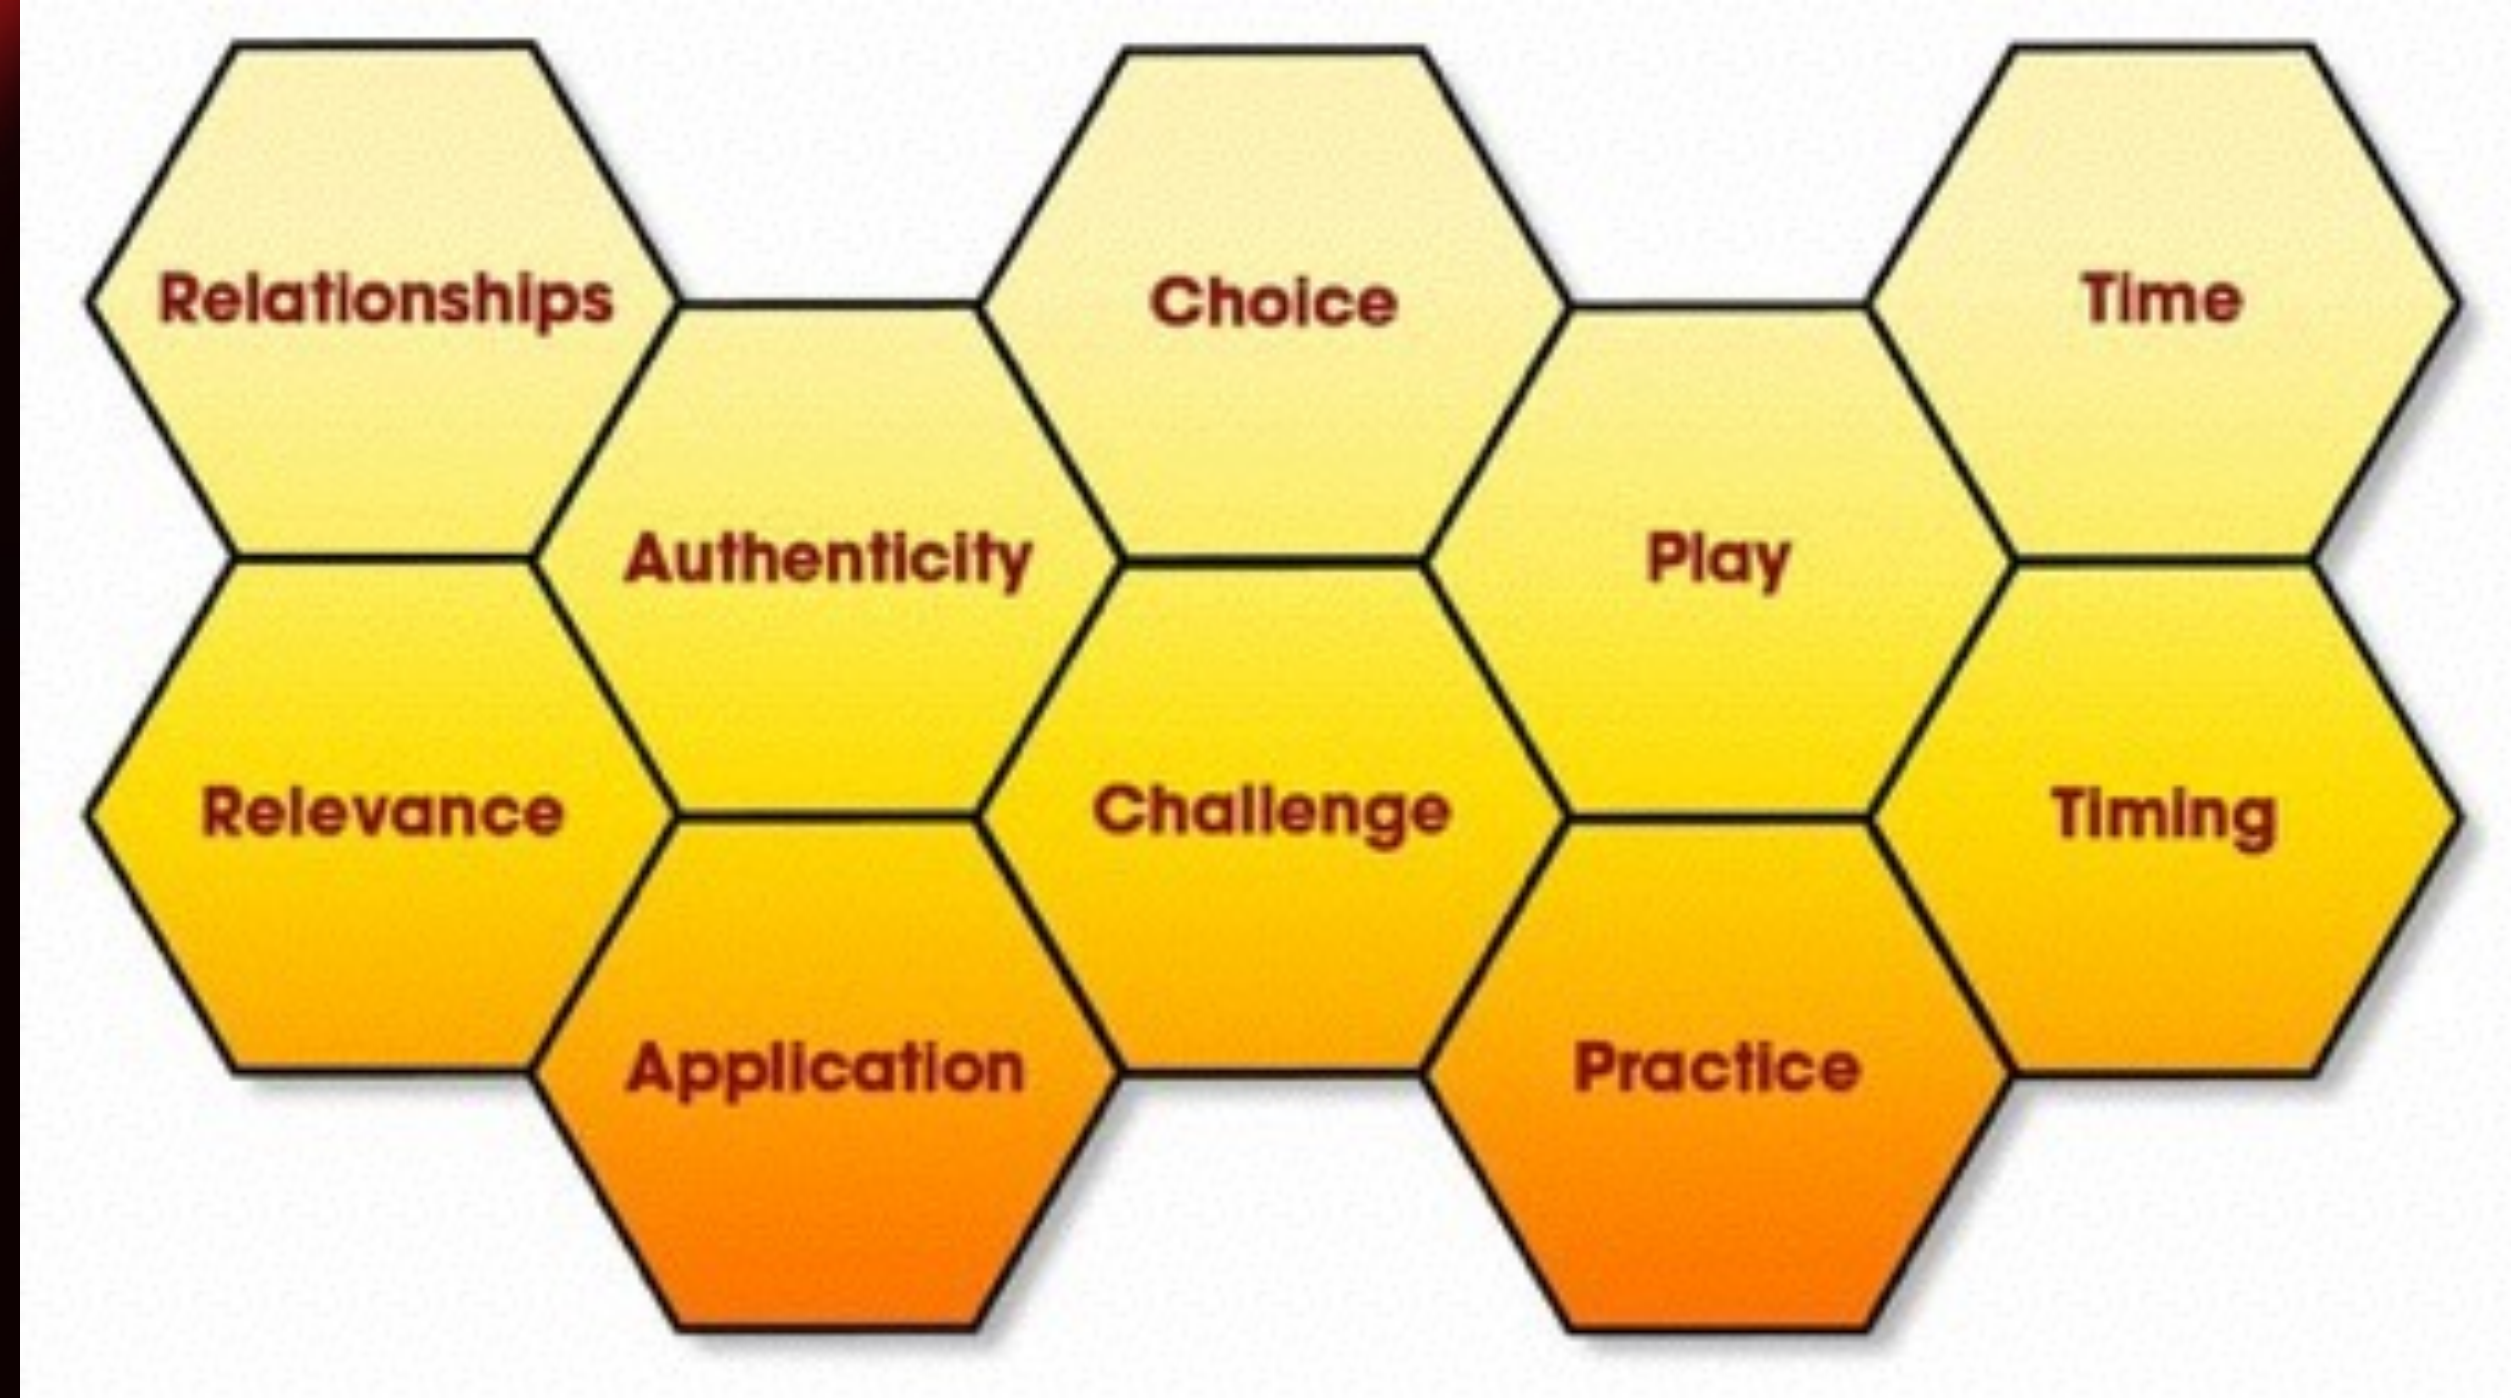 Relationships
Choice
Time
Authenticity
Play
Relevance
Challenge
Timing
Application
Practice